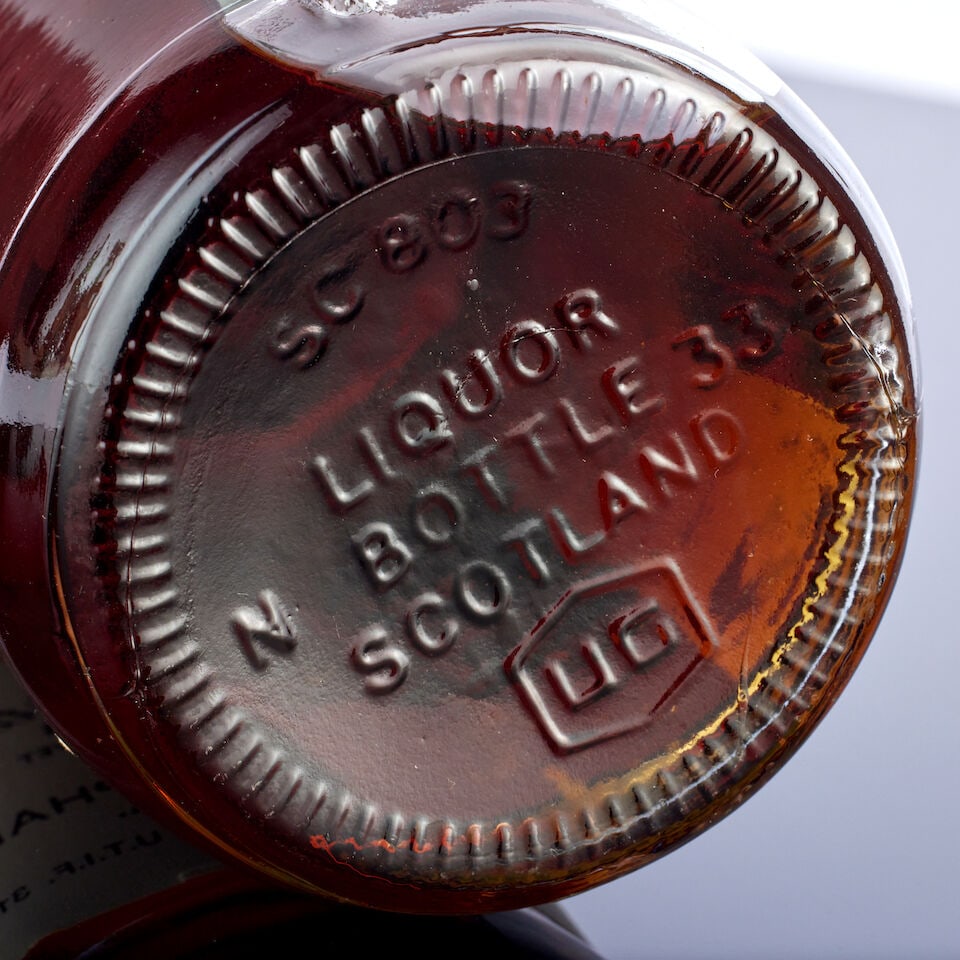 SC 803
LIQUOR
BOTTLE 33
SCOTLAND
N
UG